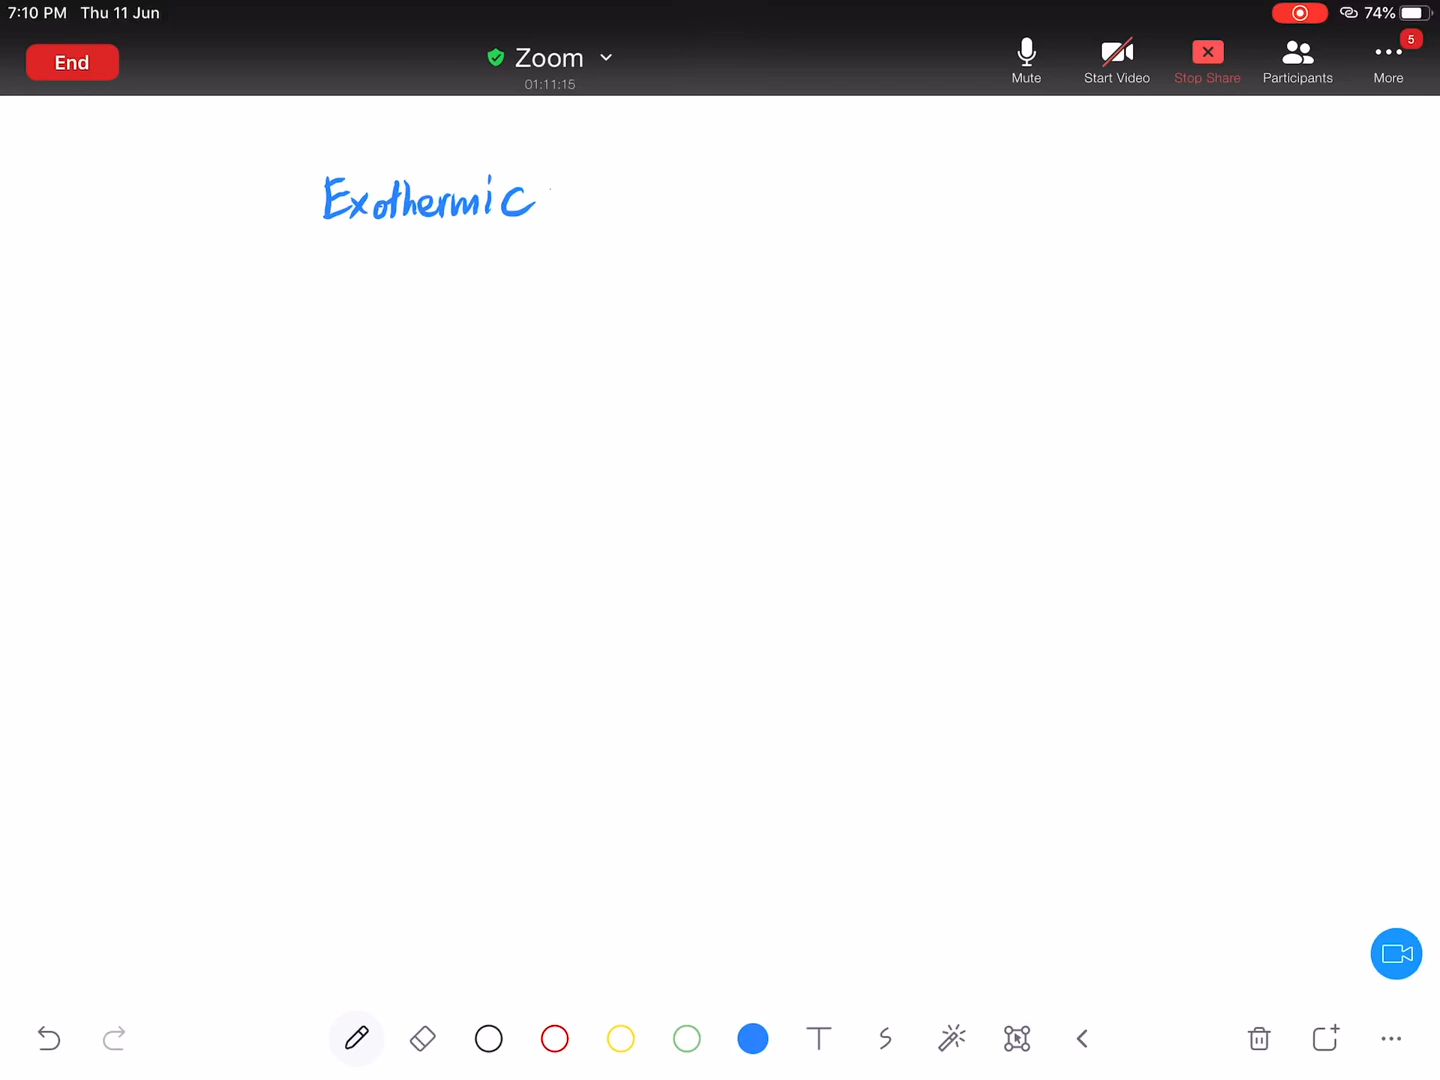 7:10 PM Thu 11 Jun
74%
End
Zoom
01:11:15
Mute
Start Video
Stop Share
Participants
5
More
Exothermic